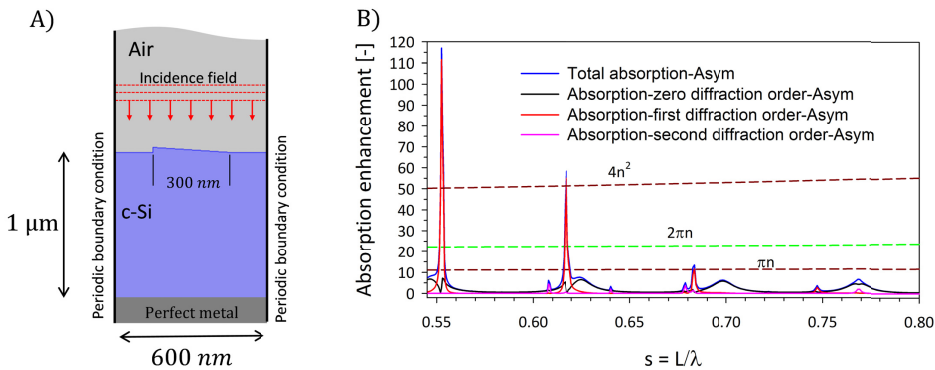 A)
Air
Incidence field
300 nm
c-Si
1 μm
Periodic boundary condition
Periodic boundary condition
Perfect metal
600 nm
B)
Absorption enhancement [-]
120
110
100
90
80
70
60
50
40
30
20
10
0
Total absorption-Asym
Absorption-zero diffraction order-Asym
Absorption-first diffraction order-Asym
Absorption-second diffraction order-Asym
4n²
2πn
πn
0.55 0.60 0.65 0.70 0.75 0.80
s = L/λ